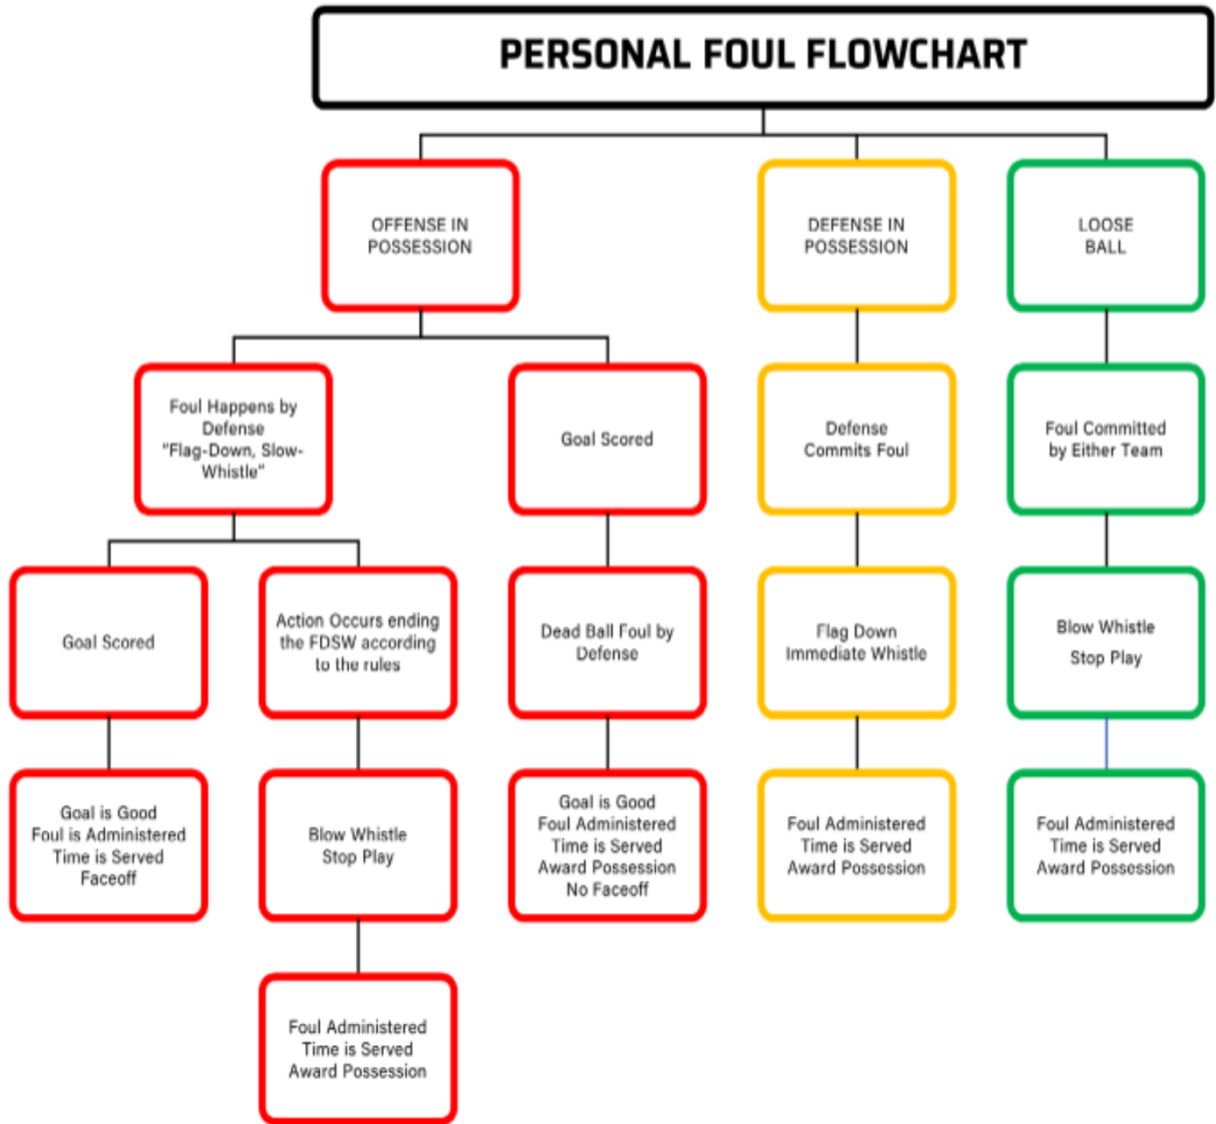 PERSONAL FOUL FLOWCHART
OFFENSE IN
POSSESSION
DEFENSE IN
POSSESSION
LOOSE
BALL
Foul Happens by
Defense
"Flag-Down, Slow-
Whistle"
Goal Scored
Defense
Commits Foul
Foul Committed
by Either Team
Goal Scored
Action Occurs ending
the FDSW according
to the rules
Dead Ball Foul by
Defense
Flag Down
Immediate Whistle
Blow Whistle
Stop Play
Goal is Good
Foul is Administered
Time is Served
Faceoff
Blow Whistle
Stop Play
Goal is Good
Foul Administered
Time is Served
Award Possession
No Faceoff
Foul Administered
Time is Served
Award Possession
Foul Administered
Time is Served
Award Possession
Foul Administered
Time is Served
Award Possession